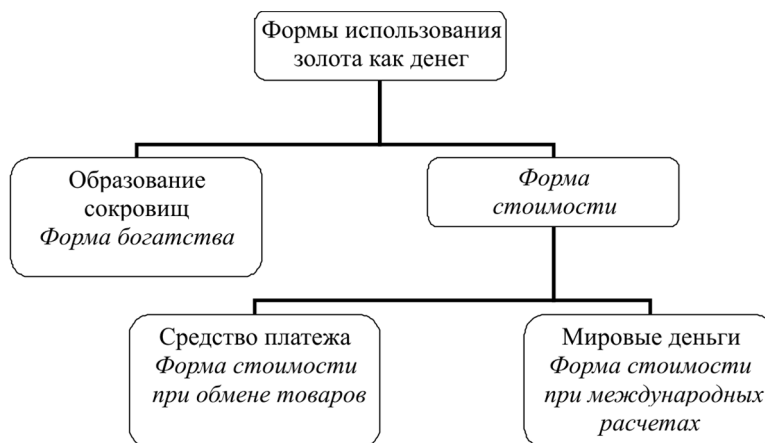 Формы использования
золота как денег
Образование
сокровищ
Форма богатства
Форма
стоимости
Средство платежа
Форма стоимости
при обмене товаров
Мировые деньги
Форма стоимости
при международных
расчетах